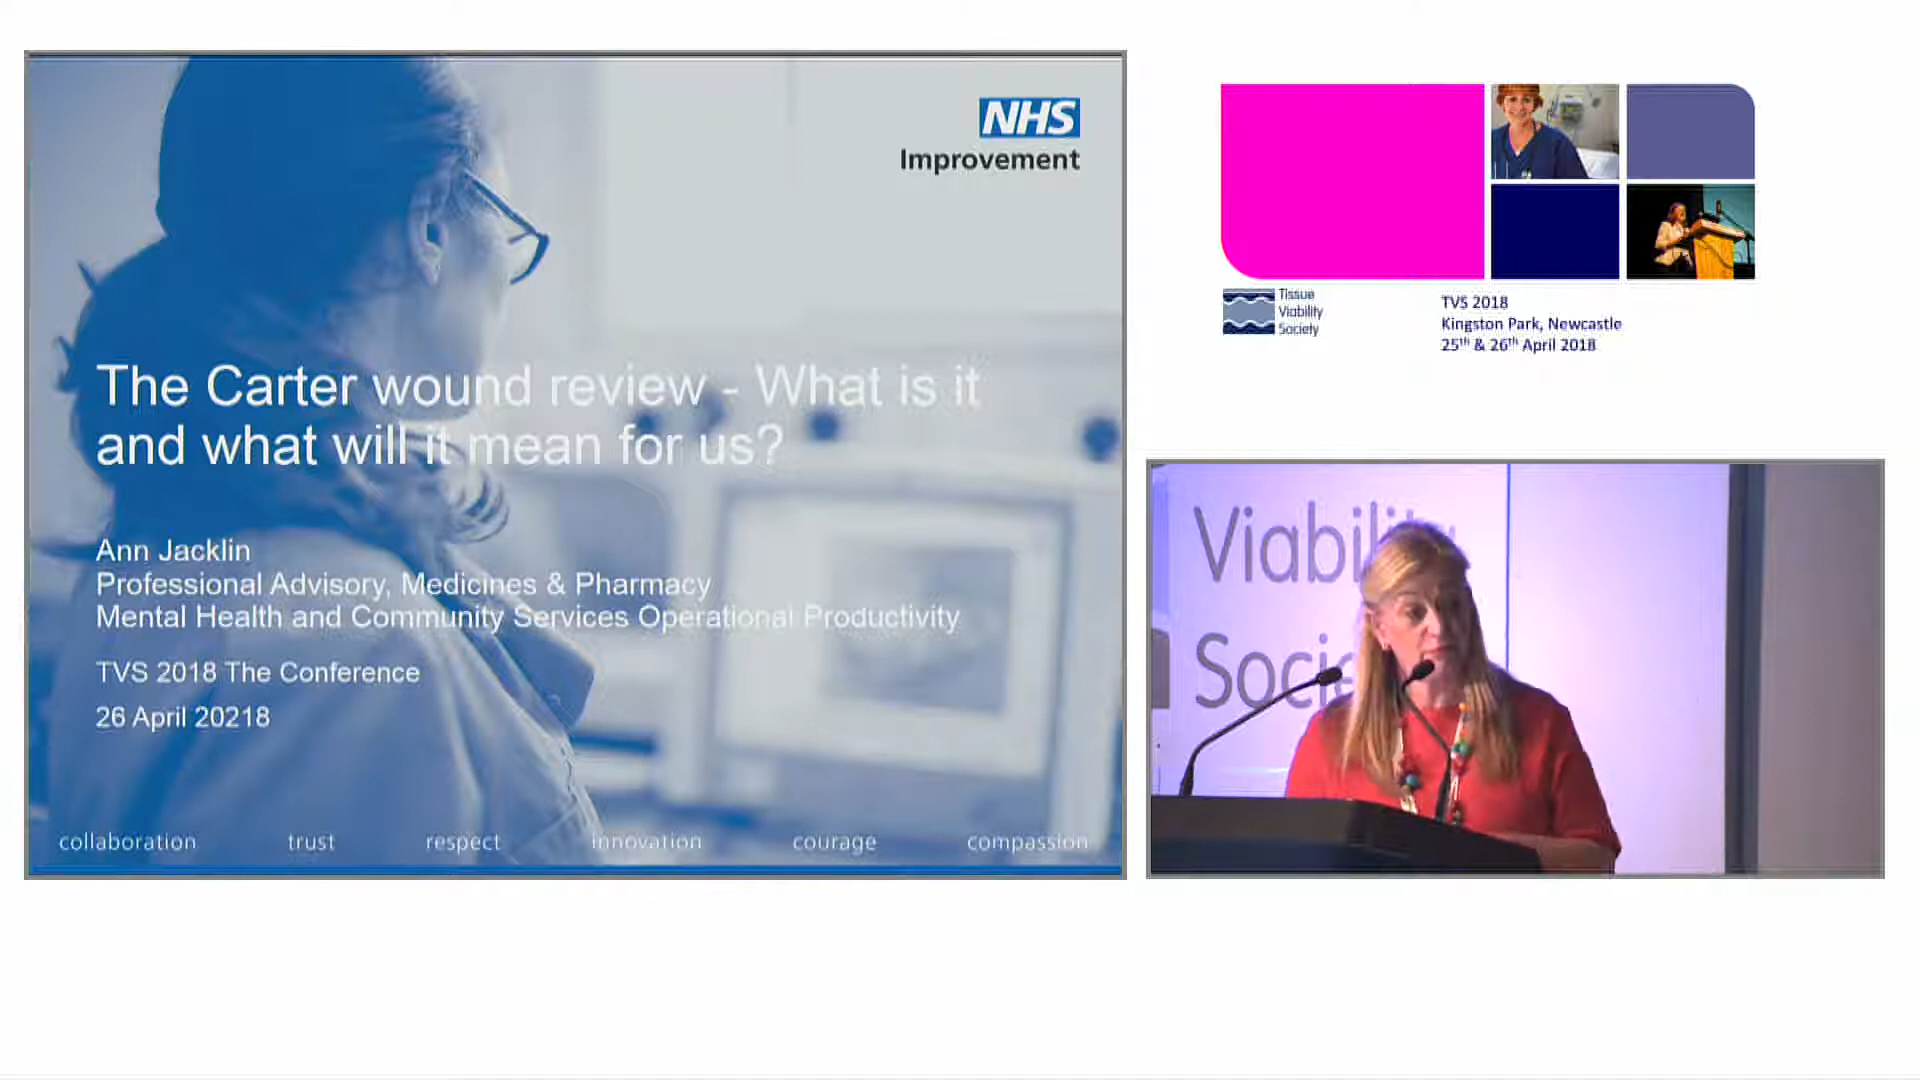 NHS
Improvement
The Carter wound review - What is it
and what will it mean for us?
Ann Jacklin
Professional Advisory, Medicines & Pharmacy
Mental Health and Community Services Operational Productivity
TVS 2018 The Conference
26 April 20218
collaboration trust respect innovation courage compassion
Tissue
Viability
Society
TVS 2018
Kingston Park, Newcastle
25th & 26th April 2018